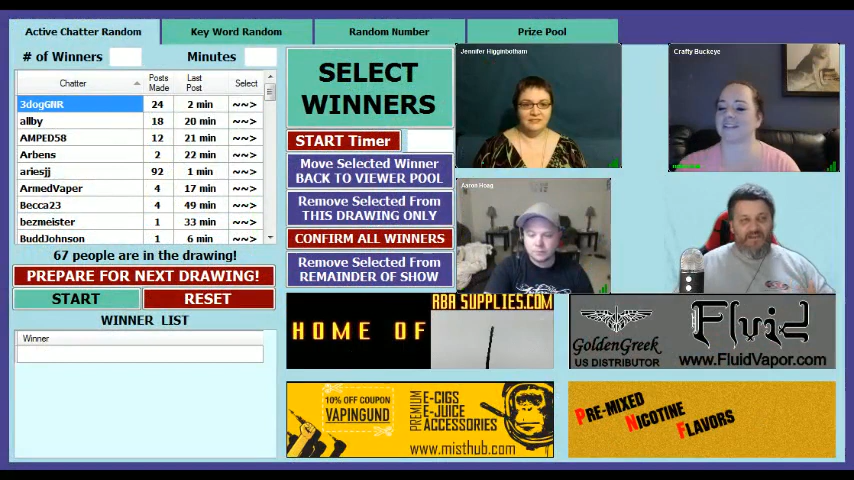 Active Chatter Random
Key Word Random
Random Number
Prize Pool
# of Winners
Minutes
Chatter
Posts Made
Last Post
Select
3dogGNR 24 2 min ~~>
allby 18 20 min ~~>
AMPED58 12 21 min ~~>
Arbens 2 22 min ~~>
ariesjj 92 1 min ~~>
ArmedVaper 4 17 min ~~>
Becca23 4 49 min ~~>
bezmeister 1 33 min ~~>
BuddJohnson 1 6 min ~~>
67 people are in the drawing!
PREPARE FOR NEXT DRAWING!
START
RESET
WINNER LIST
Winner
SELECT
WINNERS
START Timer
Move Selected Winner
BACK TO VIEWER POOL
Remove Selected From
THIS DRAWING ONLY
CONFIRM ALL WINNERS
Remove Selected From
REMAINDER OF SHOW
Jennifer Higginbotham
Crafty Buckeye
Aaron Hoag
HOME OF
RBA SUPPLIES.COM
GoldenGreek
US DISTRIBUTOR
Fluid
www.FluidVapor.com
10% OFF COUPON
VAPINGUND
PREMIUM
E-CIGS
E-JUICE
ACCESSORIES
www.misthub.com
PRE-MIXED
NICOTINE
FLAVORS